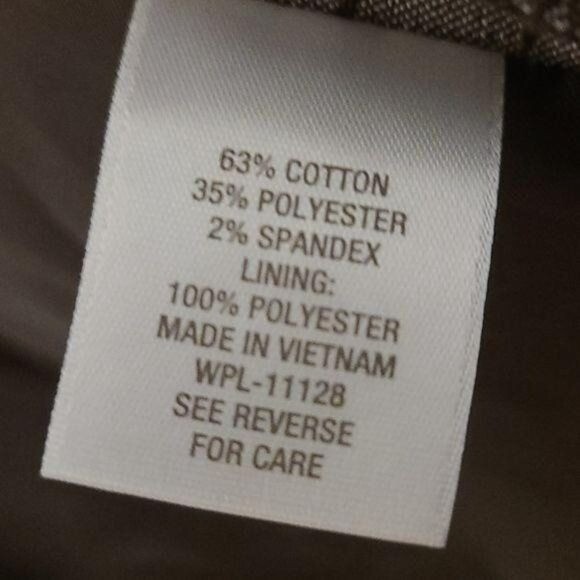 63% COTTON
35% POLYESTER
2% SPANDEX
LINING:
100% POLYESTER
MADE IN VIETNAM
WPL-11128
SEE REVERSE
FOR CARE